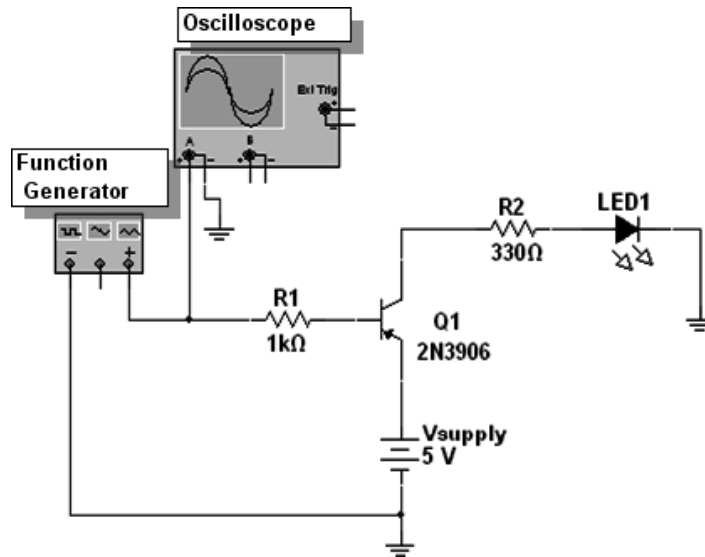 Oscilloscope
Ext Trig
+
-
A
B
+ - + -
Function
Generator
- +
R2
330Ω
LED1
R1
1kΩ
Q1
2N3906
Vsupply
5 V